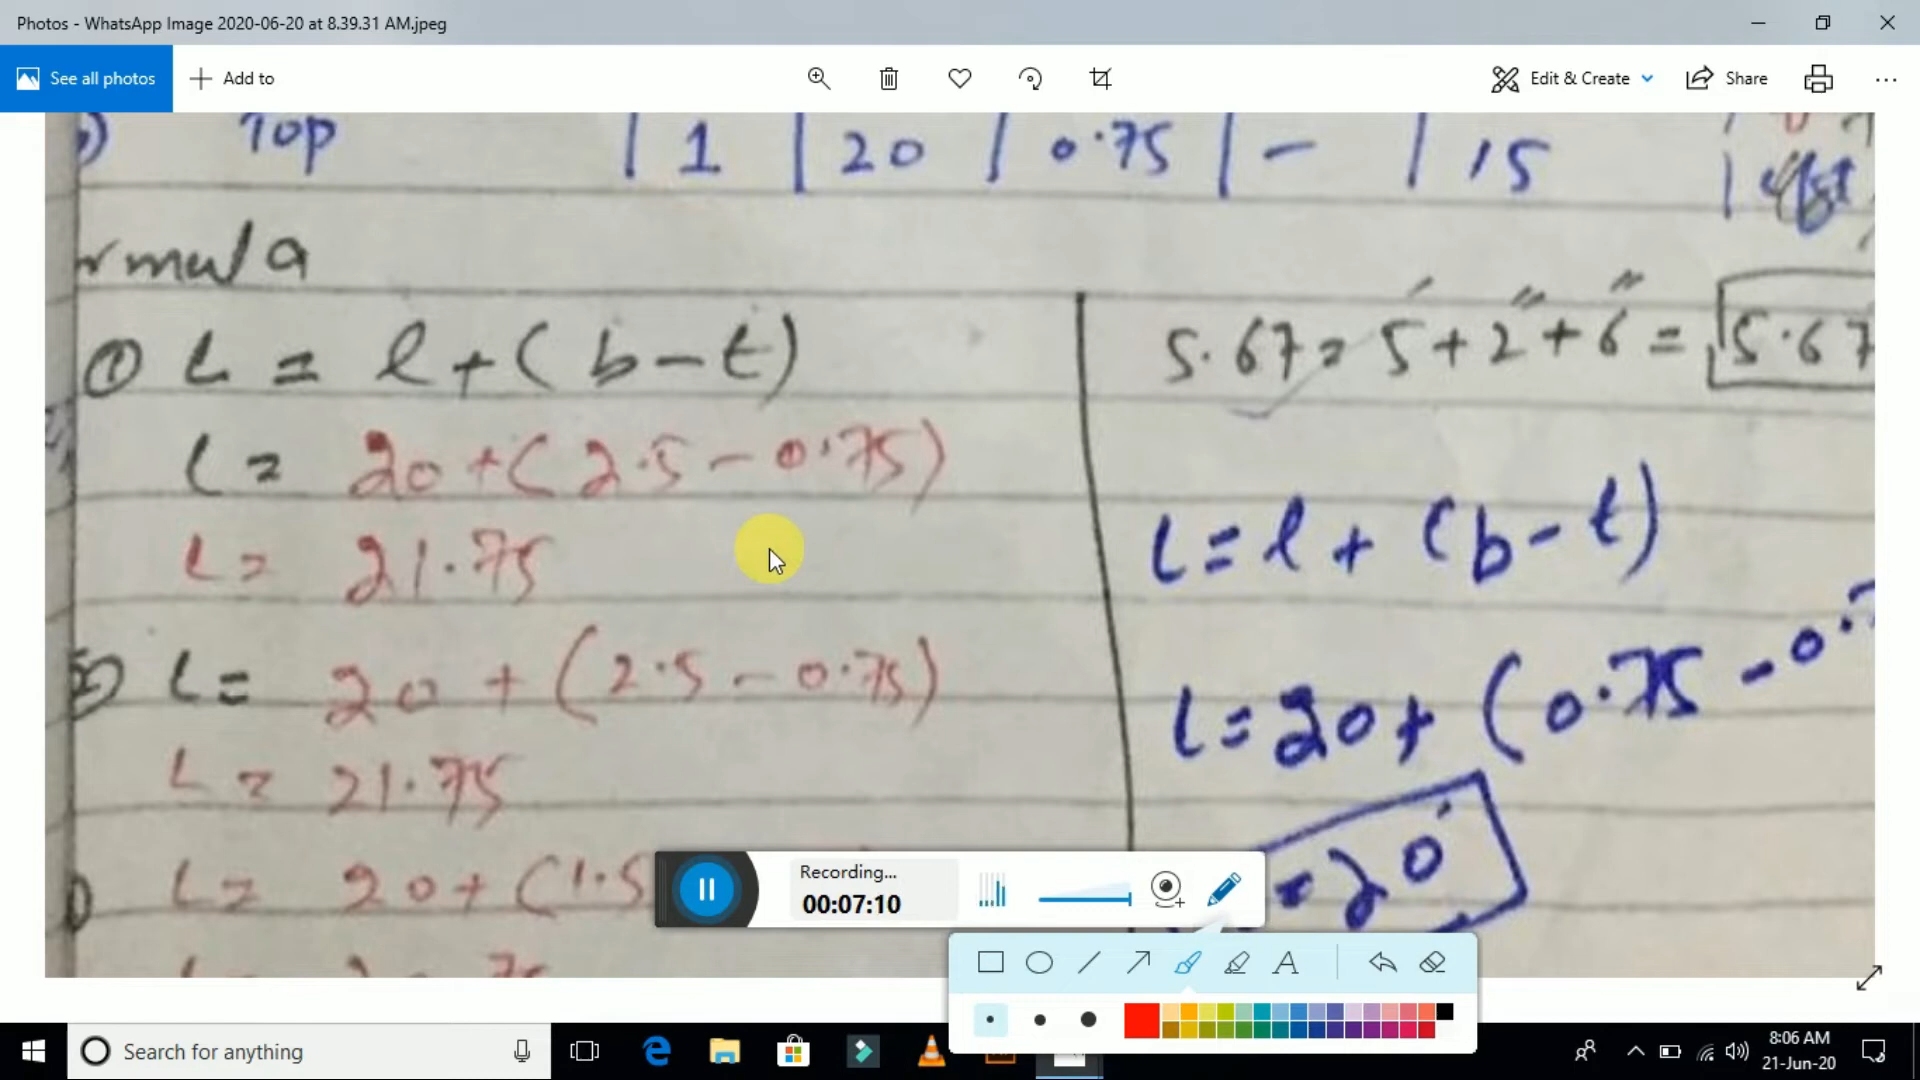 Photos - WhatsApp Image 2020-06-20 at 8.39.31 AM.jpeg
See all photos
Add to
Edit & Create
Share
Top | 1 | 20 | 0.75 | - | 15
rmula
① L = l + (b - t)
L = 20 + (2.5 - 0.75)
L = 21.75
L = 20 + (2.5 - 0.75)
L = 21.75
L = 20 + (1.5
5.67 = 5' + 2" + 6" = 5.67
L = l + (b - t)
L = 20 + (0.75 - 0.7
= 20'
Recording...
00:07:10
A
Search for anything
8:06 AM
21-Jun-20